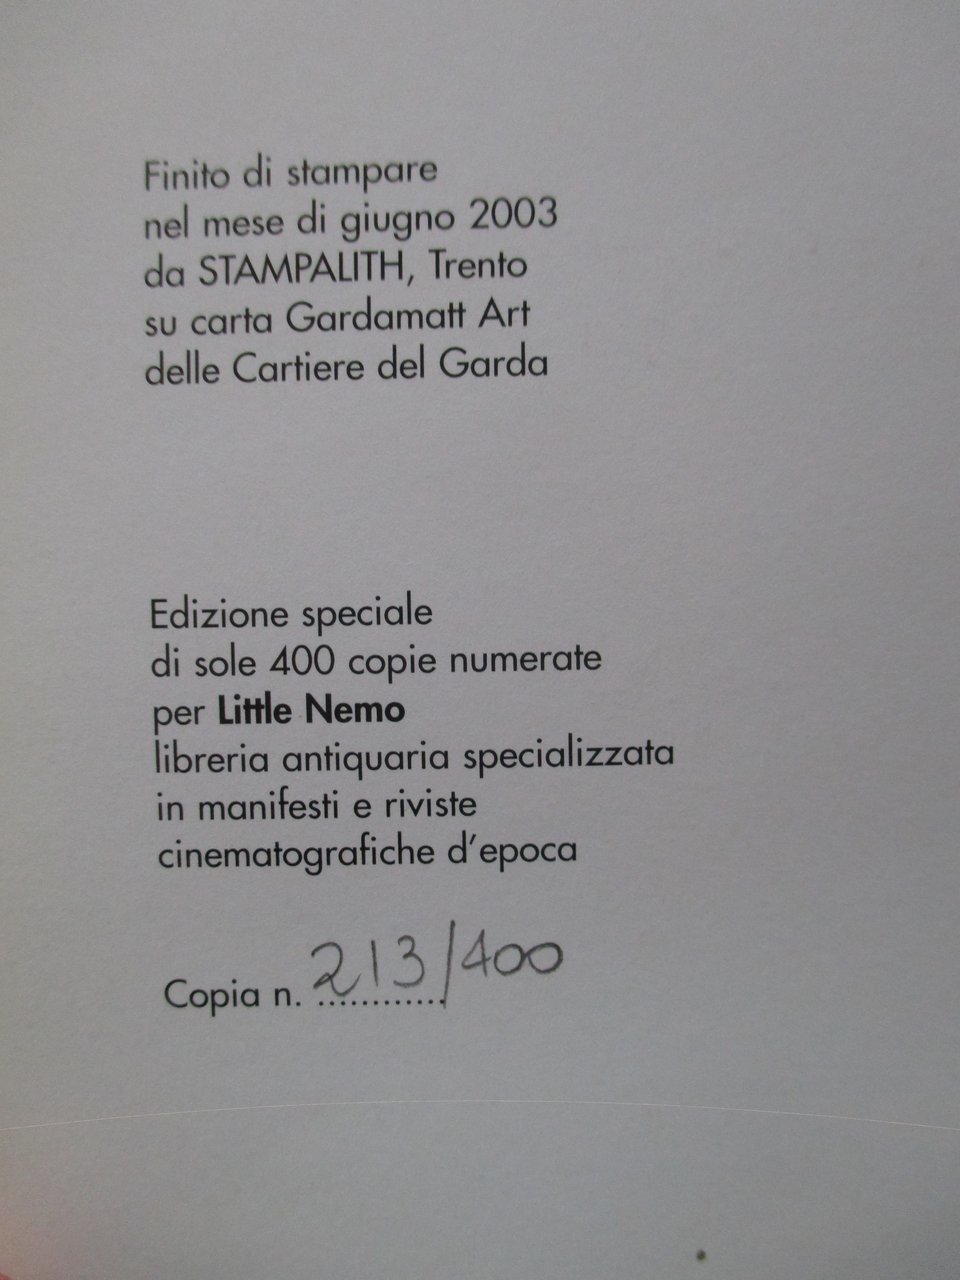 Finito di stampare
nel mese di giugno 2003
da STAMPALITH, Trento
su carta Gardamatt Art
delle Cartiere del Garda
Edizione speciale
di sole 400 copie numerate
per Little Nemo
libreria antiquaria specializzata
in manifesti e riviste
cinematografiche d'epoca
Copia n. 213/400